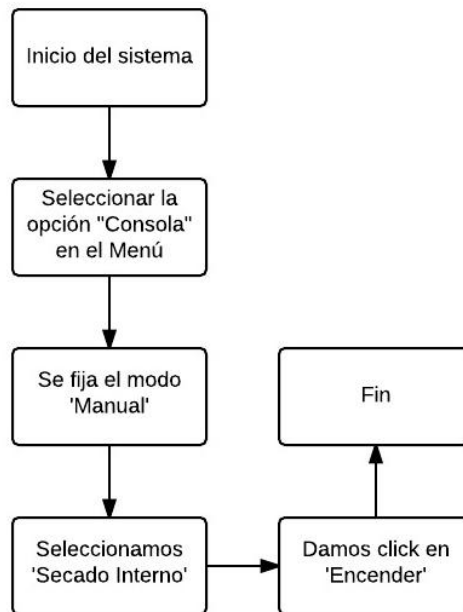 Inicio del sistema
Seleccionar la
opción "Consola"
en el Menú
Se fija el modo
'Manual'
Seleccionamos
'Secado Interno'
Damos click en
'Encender'
Fin